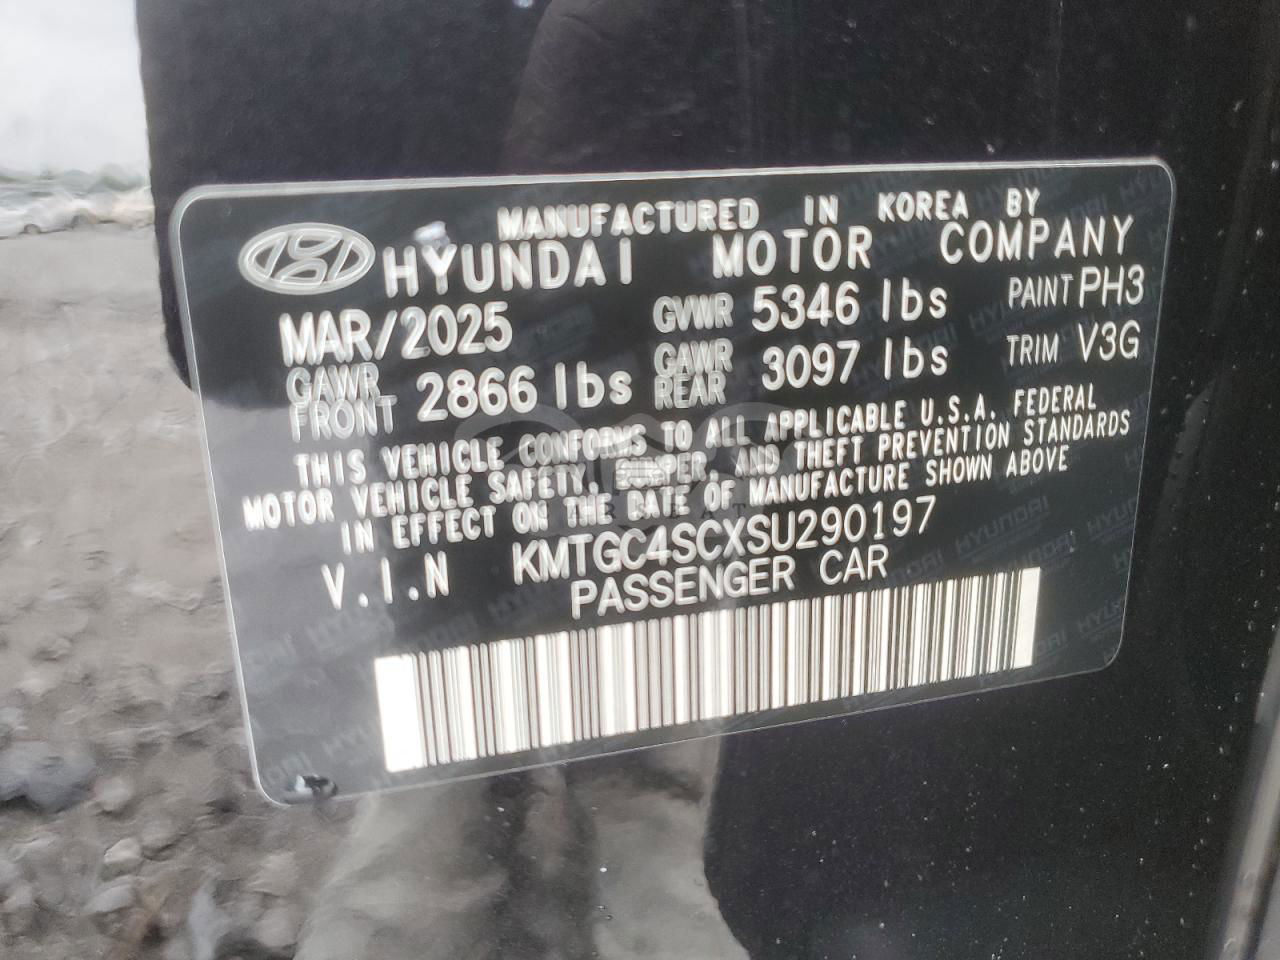 MANUFACTURED IN KOREA BY
HYUNDAI MOTOR COMPANY
MAR/2025 GVWR 5346 lbs PAINT PH3
GAWR FRONT 2866 lbs GAWR REAR 3097 lbs TRIM V3G
THIS VEHICLE CONFORMS TO ALL APPLICABLE U.S.A. FEDERAL
MOTOR VEHICLE SAFETY, BUMPER, AND THEFT PREVENTION STANDARDS
IN EFFECT ON THE DATE OF MANUFACTURE SHOWN ABOVE
V.I.N KMTGC4SCXSU290197
PASSENGER CAR